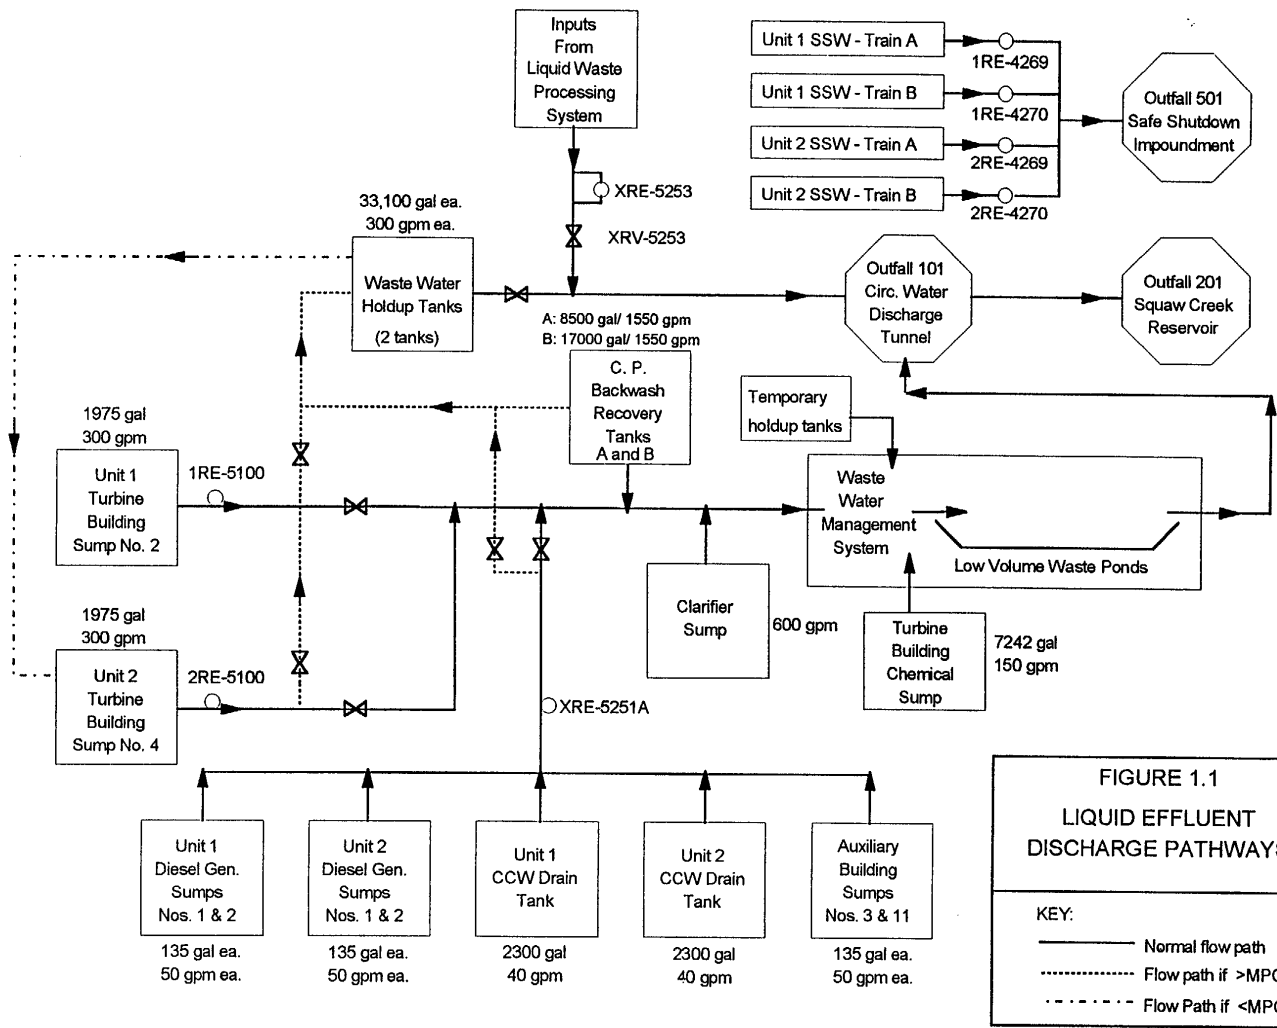 Inputs
From
Liquid Waste
Processing
System
Unit 1 SSW - Train A
1RE-4269
Unit 1 SSW - Train B
1RE-4270
Unit 2 SSW - Train A
2RE-4269
Unit 2 SSW - Train B
2RE-4270
Outfall 501
Safe Shutdown
Impoundment
XRE-5253
XRV-5253
33,100 gal ea.
300 gpm ea.
Waste Water
Holdup Tanks
(2 tanks)
Outfall 101
Circ. Water
Discharge
Tunnel
Outfall 201
Squaw Creek
Reservoir
A: 8500 gal/ 1550 gpm
B: 17000 gal/ 1550 gpm
C. P.
Backwash
Recovery
Tanks
A and B
Temporary
holdup tanks
1975 gal
300 gpm
Unit 1
Turbine
Building
Sump No. 2
1RE-5100
Waste
Water
Management
System
Low Volume Waste Ponds
1975 gal
300 gpm
Unit 2
Turbine
Building
Sump No. 4
2RE-5100
Clarifier
Sump
600 gpm
Turbine
Building
Chemical
Sump
7242 gal
150 gpm
XRE-5251A
Unit 1
Diesel Gen.
Sumps
Nos. 1 & 2
135 gal ea.
50 gpm ea.
Unit 2
Diesel Gen.
Sumps
Nos. 1 & 2
135 gal ea.
50 gpm ea.
Unit 1
CCW Drain
Tank
2300 gal
40 gpm
Unit 2
CCW Drain
Tank
2300 gal
40 gpm
Auxiliary
Building
Sumps
Nos. 3 & 11
135 gal ea.
50 gpm ea.
FIGURE 1.1
LIQUID EFFLUENT
DISCHARGE PATHWAYS
KEY:
Normal flow path
Flow path if >MPC
Flow Path if <MPC